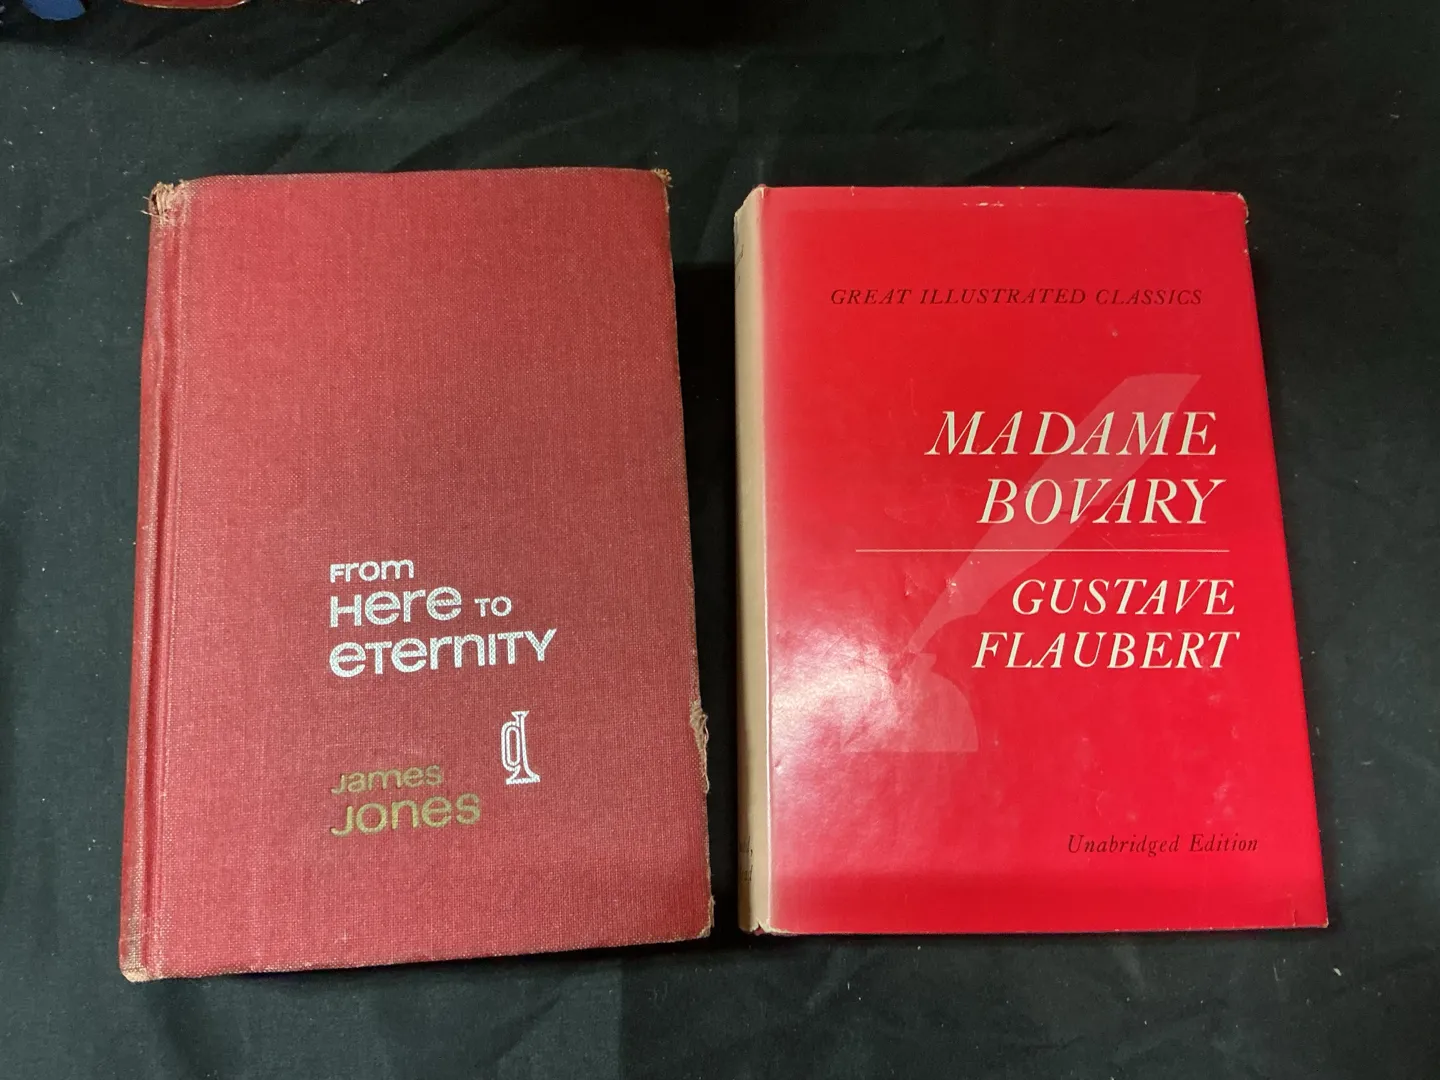 From
Here TO
eTerniTY
James
Jones
GREAT ILLUSTRATED CLASSICS
MADAME
BOVARY
GUSTAVE
FLAUBERT
Unabridged Edition